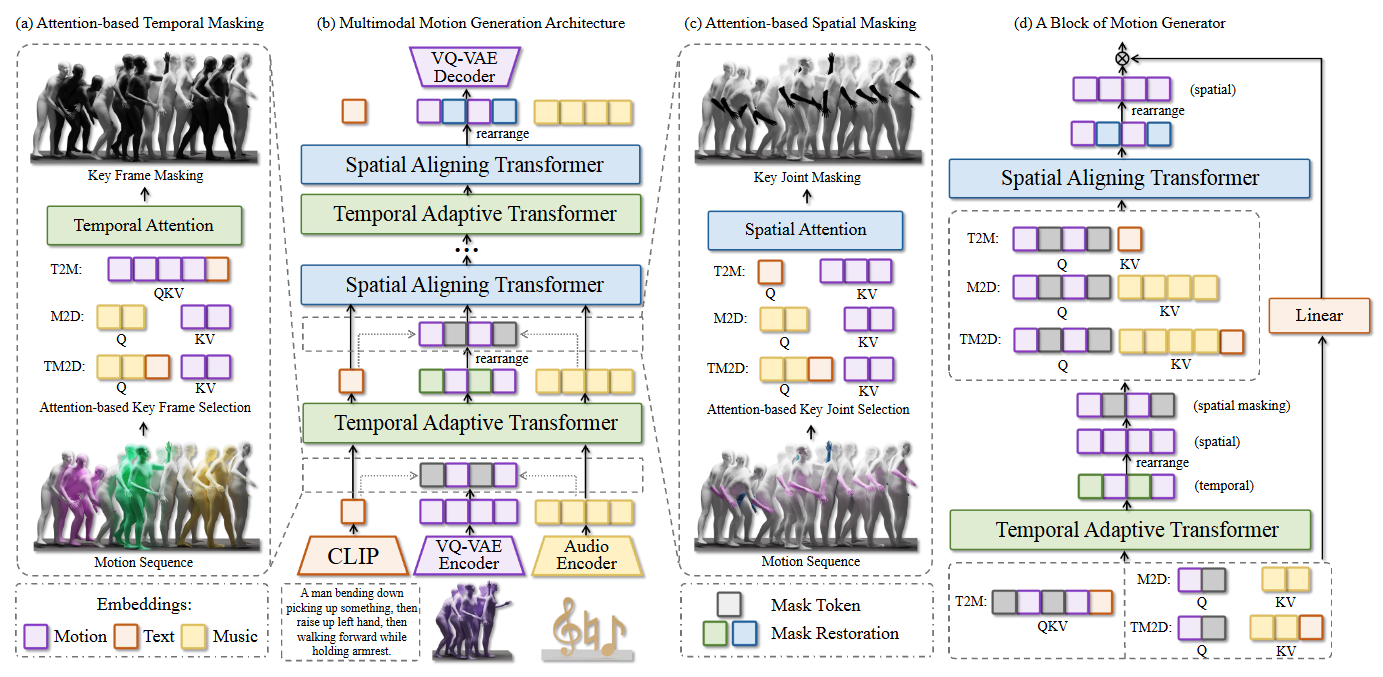 (a) Attention-based Temporal Masking
Key Frame Masking
Temporal Attention
T2M:
QKV
M2D:
Q KV
TM2D:
Q KV
Attention-based Key Frame Selection
Motion Sequence
Embeddings:
Motion Text Music
(b) Multimodal Motion Generation Architecture
VQ-VAE
Decoder
rearrange
Spatial Aligning Transformer
Temporal Adaptive Transformer
...
Spatial Aligning Transformer
rearrange
Temporal Adaptive Transformer
CLIP
VQ-VAE
Encoder
Audio
Encoder
A man bending down
picking up something, then
raise up left hand, then
walking forward while
holding armrest.
(c) Attention-based Spatial Masking
Key Joint Masking
Spatial Attention
T2M:
Q KV
M2D:
Q KV
TM2D:
Q KV
Attention-based Key Joint Selection
Motion Sequence
Mask Token
Mask Restoration
(d) A Block of Motion Generator
(spatial)
rearrange
Spatial Aligning Transformer
T2M:
Q KV
M2D:
Q KV
TM2D:
Q KV
Linear
(spatial masking)
(spatial)
rearrange
(temporal)
Temporal Adaptive Transformer
T2M:
QKV
M2D:
Q KV
TM2D:
Q KV